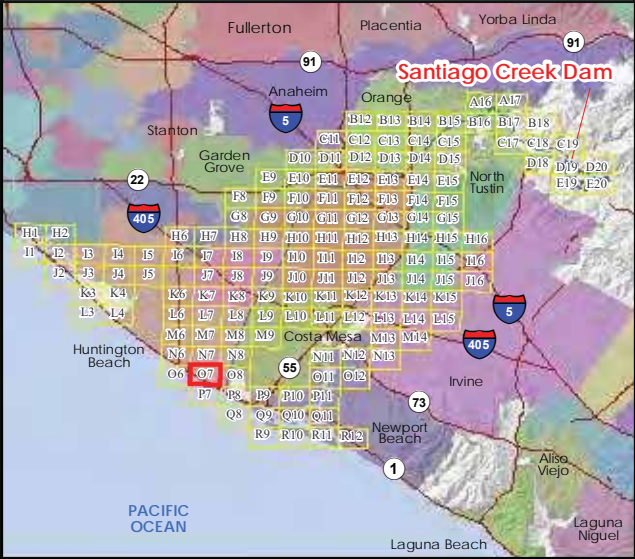 Fullerton
Placentia
Yorba Linda
91
91
Santiago Creek Dam
Anaheim
Orange
A16 A17
5
B12 B13 B14 B15 B16 B17 B18
Stanton
C11 C12 C13 C14 C15 C17 C18 C19
Garden
Grove
D10 D11 D12 D13 D14 D15 D18 D19 D20
North
Tustin
22
E9 E10 E11 E12 E13 E14 E15 E19 E20
F8 F9 F10 F11 F12 F13 F14 F15
405
G8 G9 G10 G11 G12 G13 G14 G15
H1 H2 H6 H7 H8 H9 H10 H11 H12 H13 H14 H15 H16
I1 I2 I3 I4 I5 I6 I7 I8 I9 I10 I11 I12 I13 I14 I15 I16
J2 J3 J4 J5 J7 J8 J9 J10 J11 J12 J13 J14 J15 J16
K3 K4 K6 K7 K8 K9 K10 K11 K12 K13 K14 K15
5
L3 L4 L6 L7 L8 L9 L10 L11 L12 L13 L14 L15
M6 M7 M8 M9 Costa Mesa M13 M14
405
Huntington
Beach
N6 N7 N8 N11 N12 N13
55
O6 O7 O8 O11 O12
Irvine
P7 P8 P9 P10 P11
73
Q8 Q9 Q10 Q11
Newport
Beach
R9 R10 R11 R12
1
Aliso
Viejo
PACIFIC
OCEAN
Laguna
Niguel
Laguna Beach